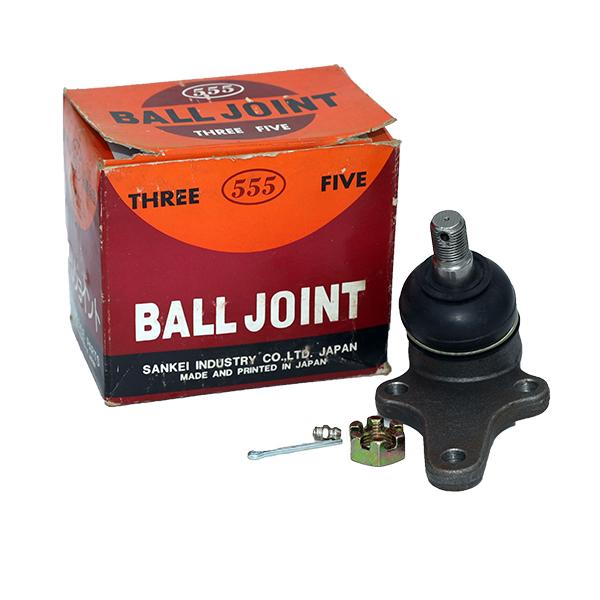 555
BALL JOINT
THREE FIVE
THREE 555 FIVE
BALL JOINT
SANKEI INDUSTRY CO.,LTD. JAPAN
MADE AND PRINTED IN JAPAN